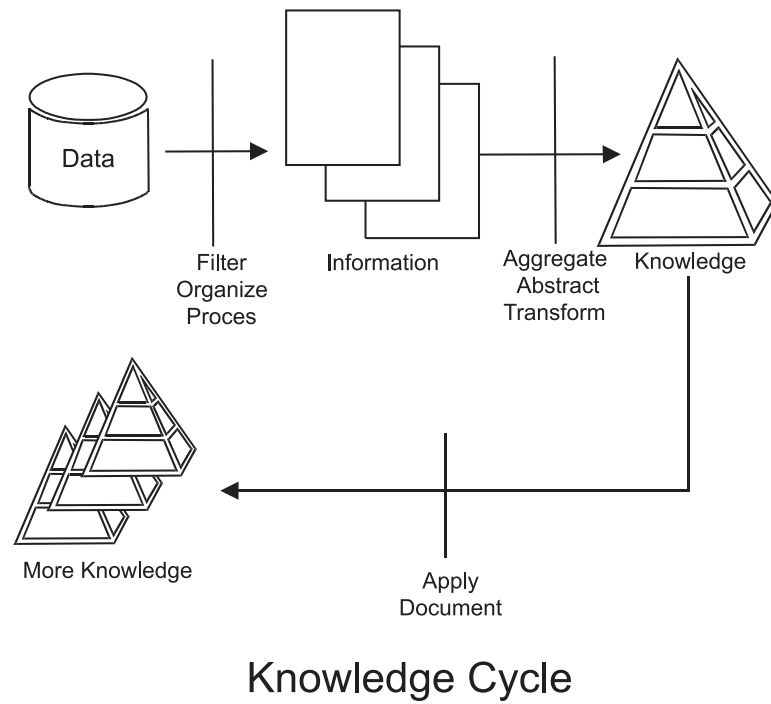 Data
Filter
Organize
Proces
Information
Aggregate
Abstract
Transform
Knowledge
More Knowledge
Apply
Document
Knowledge Cycle